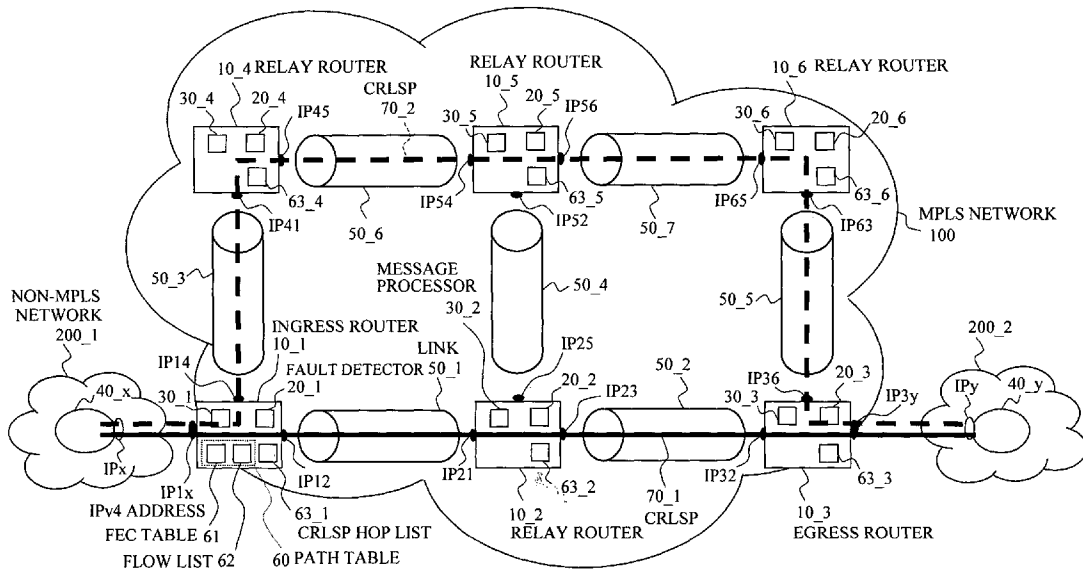 RELAY ROUTER
10_4
30_4
20_4
IP45
CRLSP
70_2
RELAY ROUTER
10_5
30_5
20_5
IP56
10_6
RELAY ROUTER
30_6
20_6
63_4
IP41
50_6
IP54
63_5
IP52
50_7
IP65
63_6
IP63
MPLS NETWORK
100
50_3
MESSAGE
PROCESSOR
30_2
50_4
50_5
NON-MPLS
NETWORK
200_1
INGRESS ROUTER
10_1
IP14
FAULT DETECTOR
20_1
LINK
50_1
IP25
20_2
IP23
50_2
IP36
20_3
200_2
40_x
30_1
30_3
IP3y
IPy
40_y
IPx
IP1x
IP12
IP21
63_2
IP32
63_3
IPv4 ADDRESS
63_1
70_1
FEC TABLE 61
CRLSP HOP LIST
10_2
RELAY ROUTER
CRLSP
10_3
EGRESS ROUTER
FLOW LIST 62
60 PATH TABLE